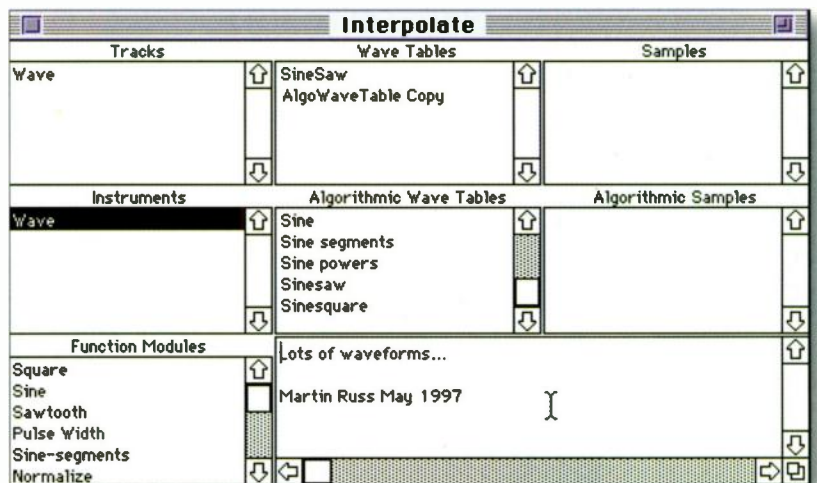 Interpolate
Tracks
Wave
Wave Tables
SineSaw
AlgoWaveTable Copy
Samples
Instruments
Wave
Algorithmic Wave Tables
Sine
Sine segments
Sine powers
Sinesaw
Sinesquare
Algorithmic Samples
Function Modules
Square
Sine
Sawtooth
Pulse Width
Sine-segments
Normalize
Lots of waveforms...
Martin Russ May 1997